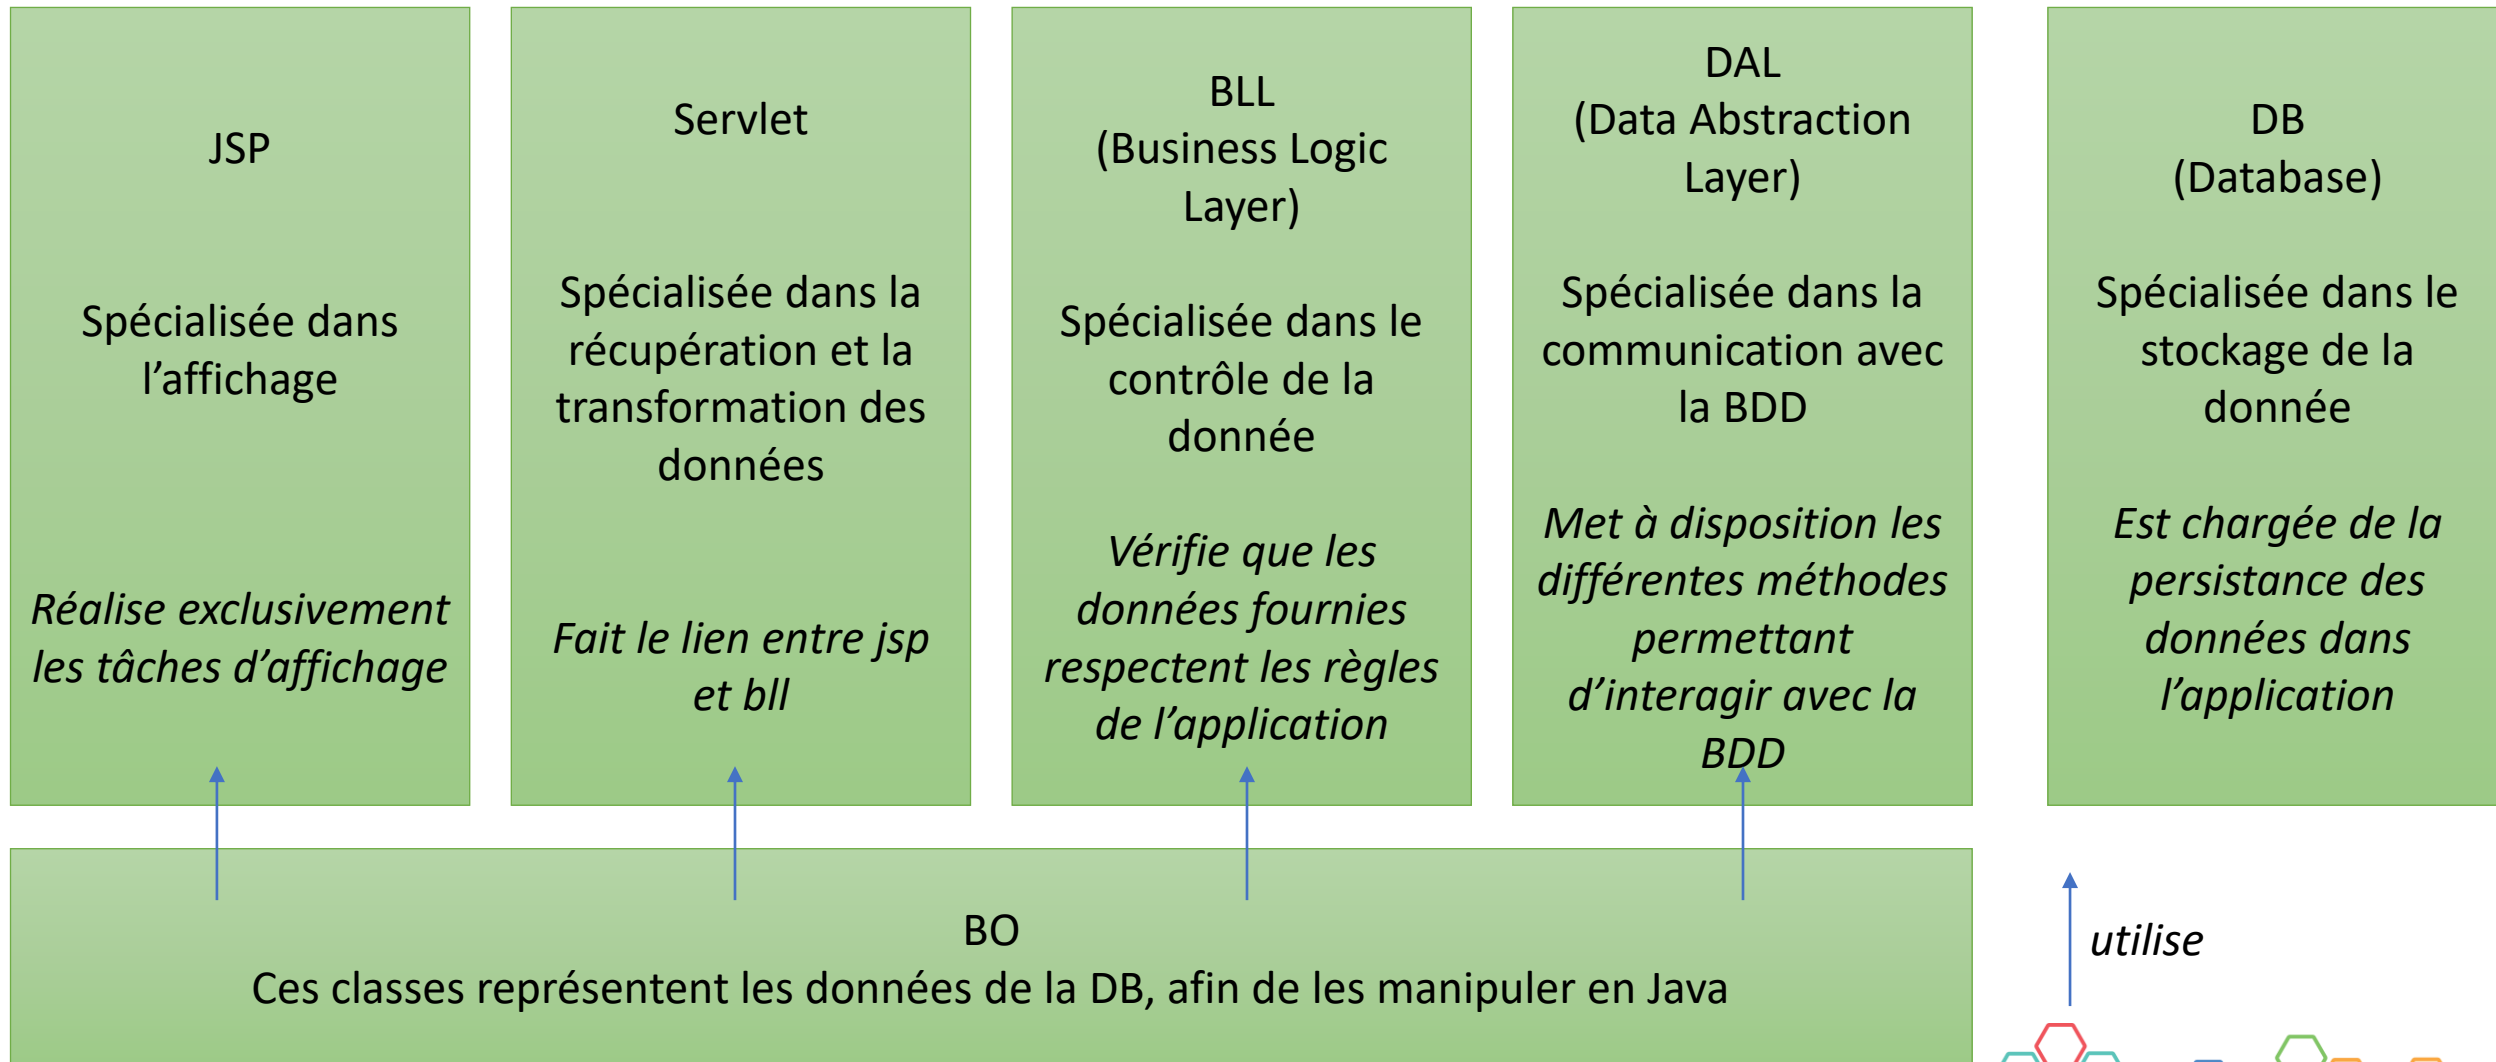 JSP
Spécialisée dans
l’affichage
Réalise exclusivement
les tâches d’affichage
Servlet
Spécialisée dans la
récupération et la
transformation des
données
Fait le lien entre jsp
et bll
BLL
(Business Logic
Layer)
Spécialisée dans le
contrôle de la
donnée
Vérifie que les
données fournies
respectent les règles
de l’application
DAL
(Data Abstraction
Layer)
Spécialisée dans la
communication avec
la BDD
Met à disposition les
différentes méthodes
permettant
d’interagir avec la
BDD
DB
(Database)
Spécialisée dans le
stockage de la
donnée
Est chargée de la
persistance des
données dans
l’application
BO
Ces classes représentent les données de la DB, afin de les manipuler en Java
utilise